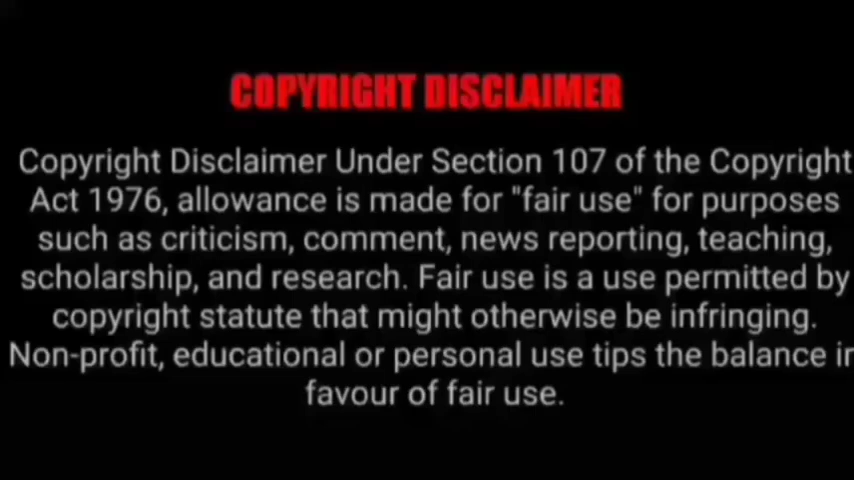 COPYRIGHT DISCLAIMER
Copyright Disclaimer Under Section 107 of the Copyright
Act 1976, allowance is made for "fair use" for purposes
such as criticism, comment, news reporting, teaching,
scholarship, and research. Fair use is a use permitted by
copyright statute that might otherwise be infringing.
Non-profit, educational or personal use tips the balance in
favour of fair use.